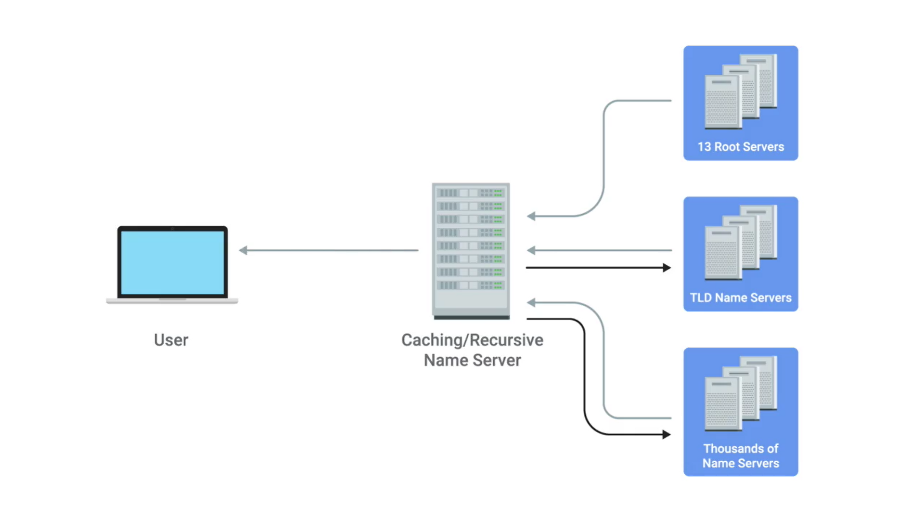 13 Root Servers
TLD Name Servers
User
Caching/Recursive
Name Server
Thousands of
Name Servers